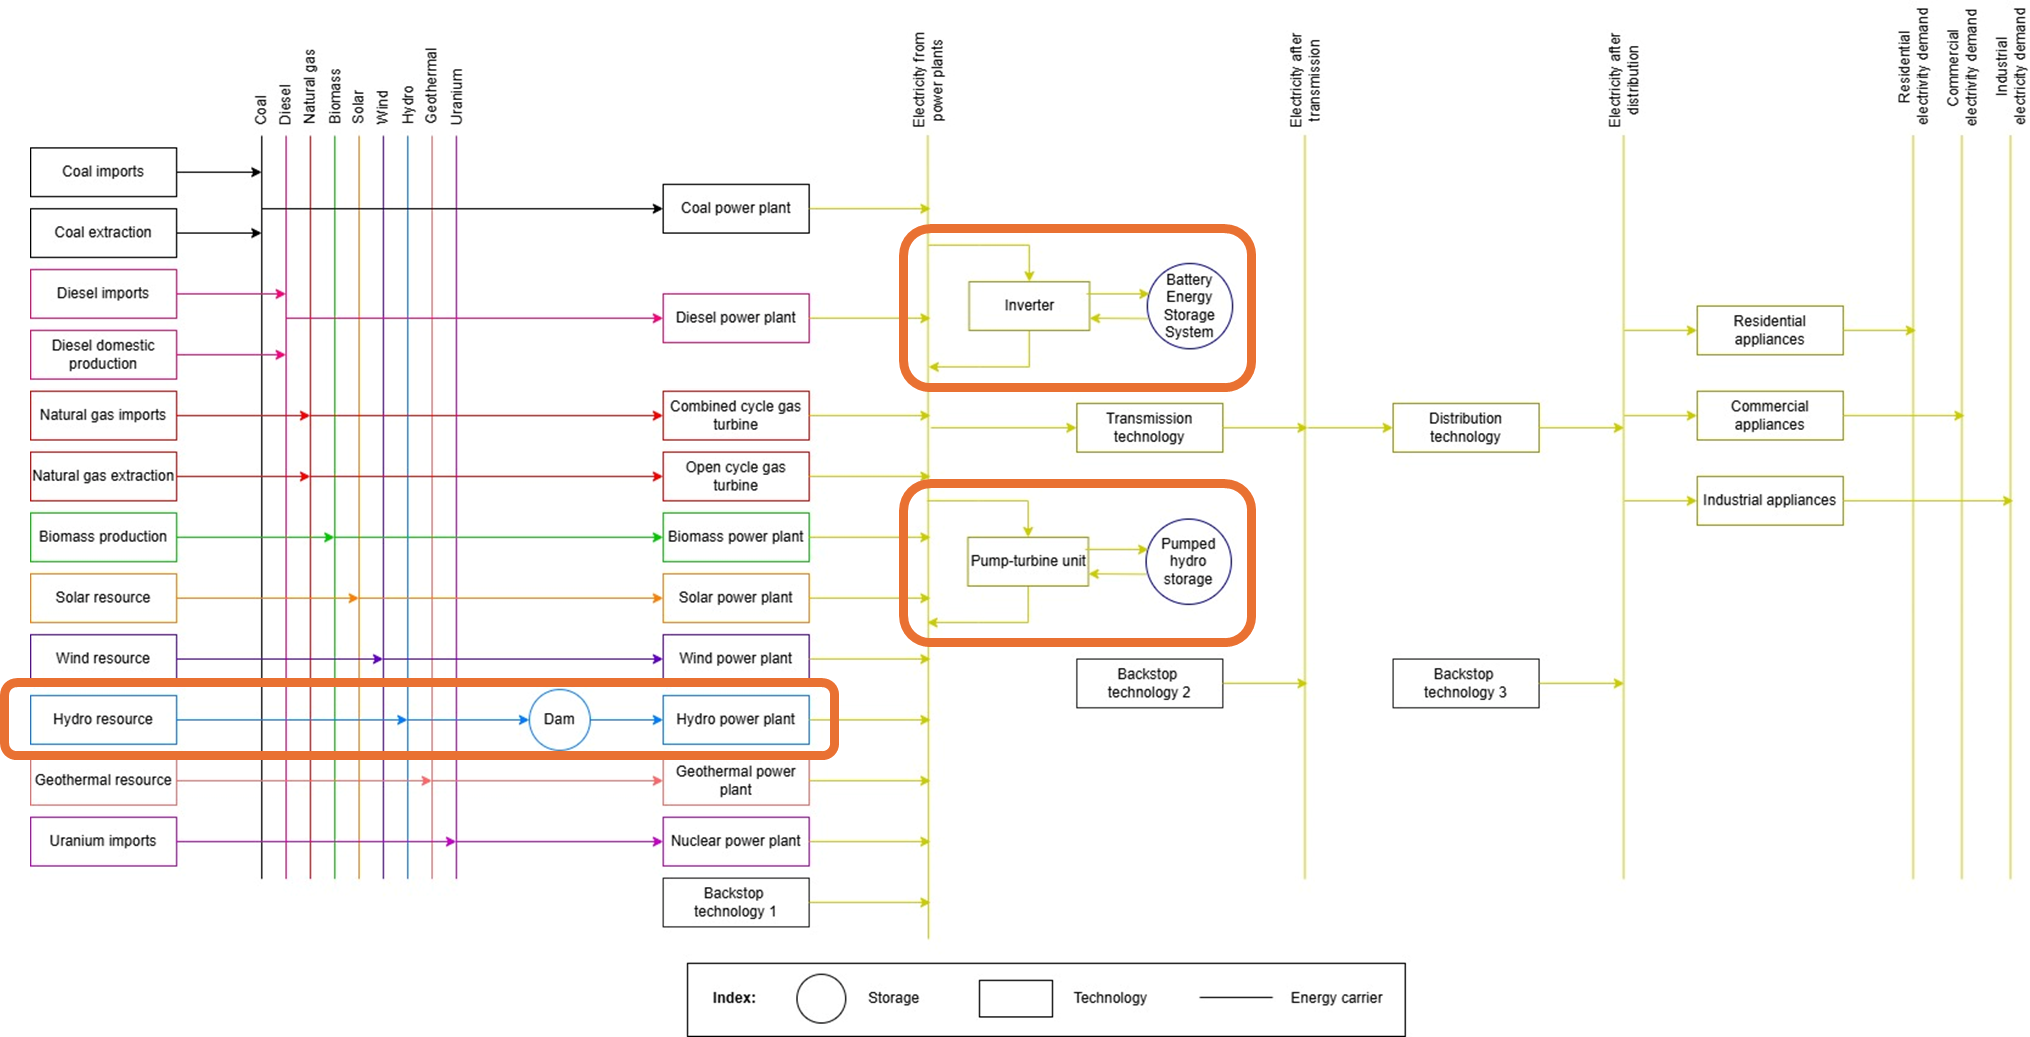 Coal
Diesel
Natural gas
Biomass
Solar
Wind
Hydro
Geothermal
Uranium
Electricity from
power plants
Electricity after
transmission
Electricity after
distribution
Residential
electrivity demand
Commercial
electrivity demand
Industrial
electricity demand
Coal imports
Coal extraction
Diesel imports
Diesel domestic
production
Natural gas imports
Natural gas extraction
Biomass production
Solar resource
Wind resource
Hydro resource
Geothermal resource
Uranium imports
Dam
Coal power plant
Diesel power plant
Combined cycle gas
turbine
Open cycle gas
turbine
Biomass power plant
Solar power plant
Wind power plant
Hydro power plant
Geothermal power
plant
Nuclear power plant
Backstop
technology 1
Inverter
Battery
Energy
Storage
System
Transmission
technology
Pump-turbine unit
Pumped
hydro
storage
Backstop
technology 2
Distribution
technology
Backstop
technology 3
Residential
appliances
Commercial
appliances
Industrial appliances
Index:
Storage
Technology
Energy carrier